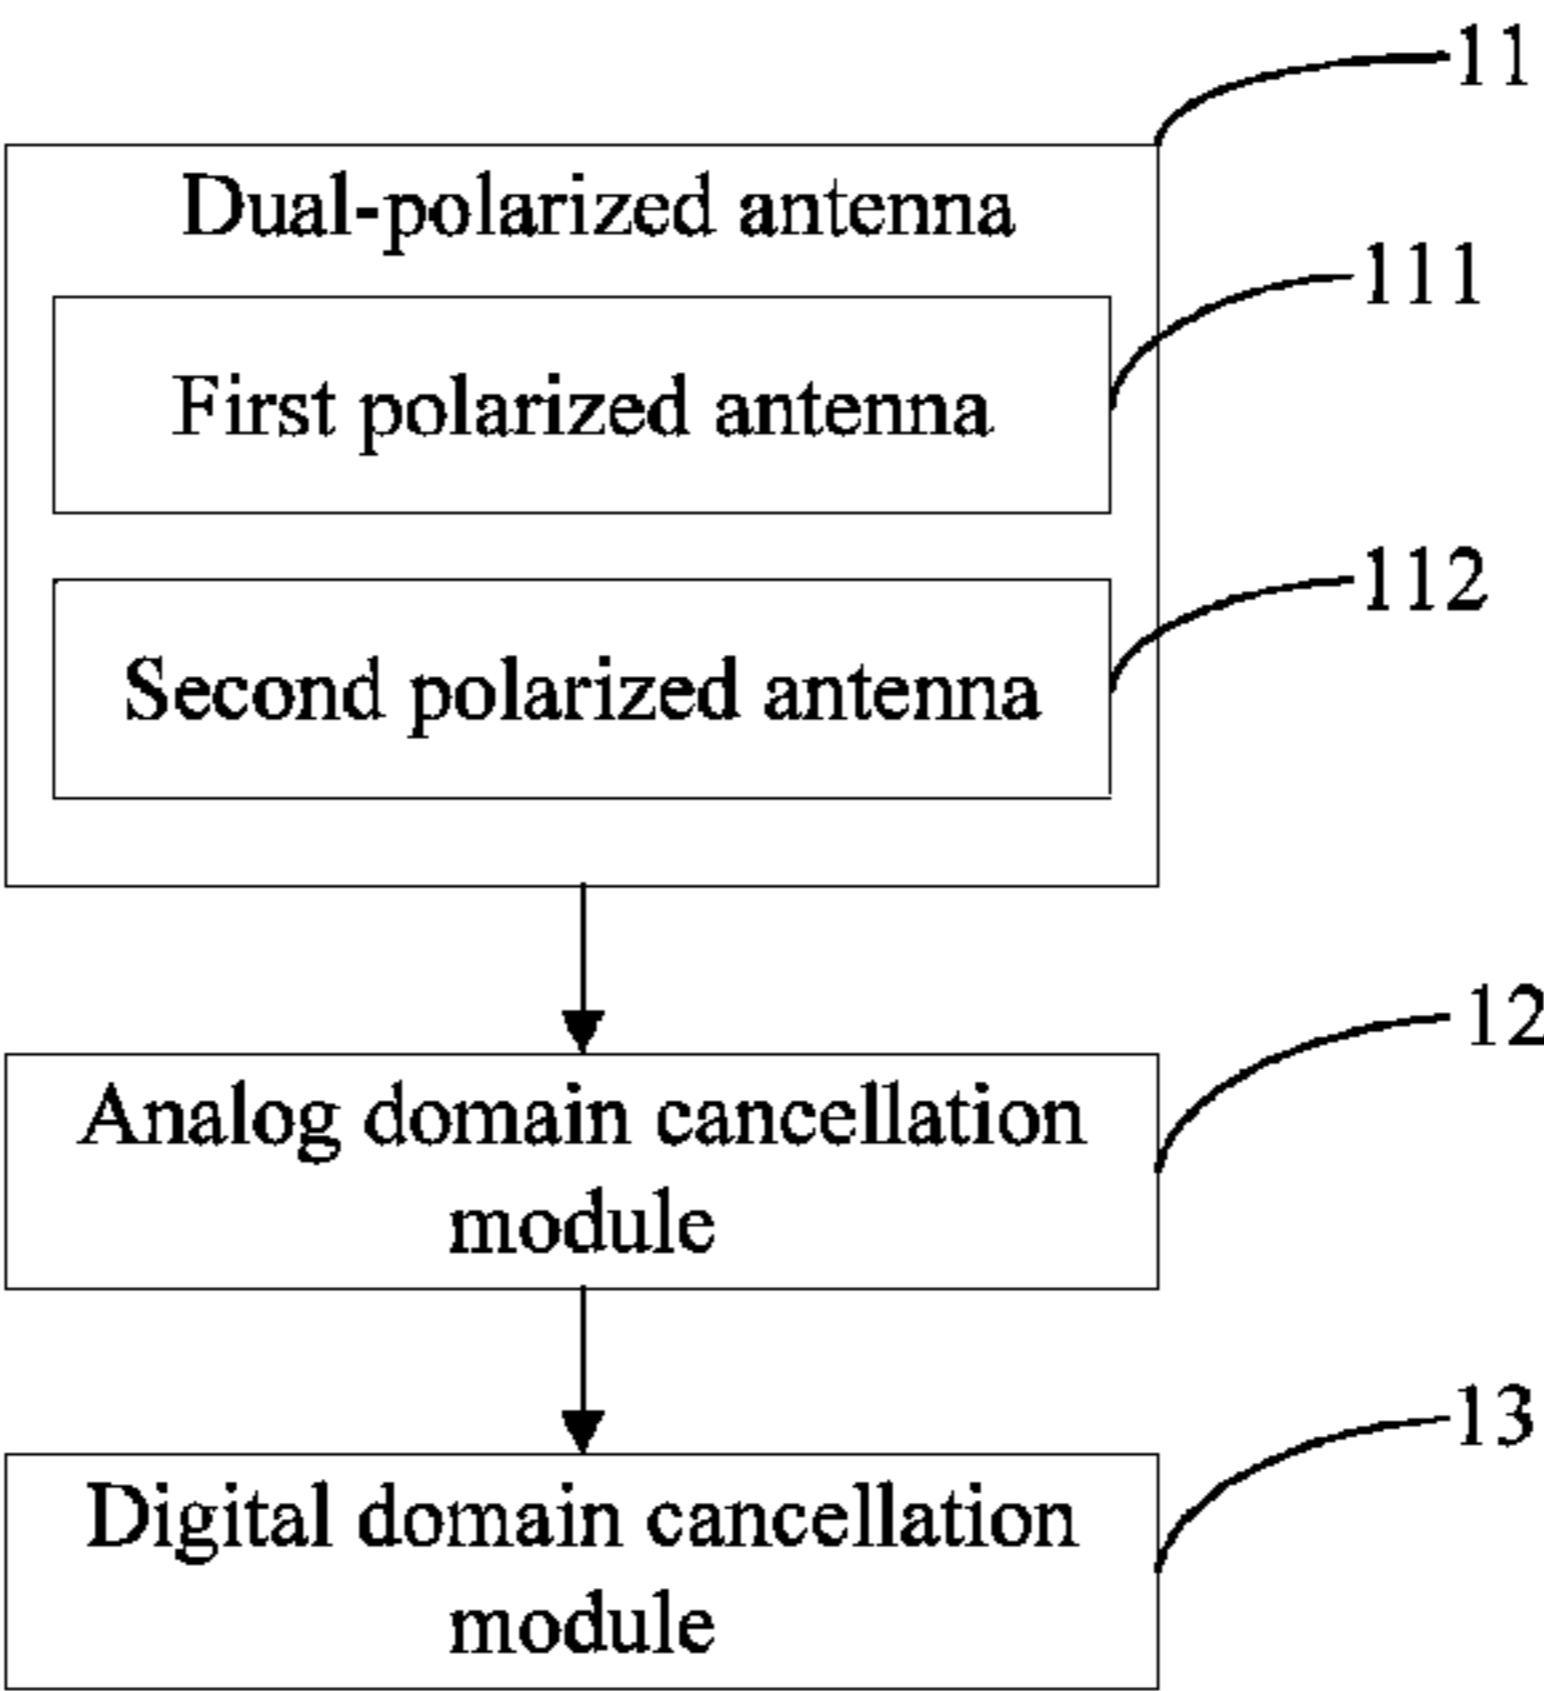 11
Dual-polarized antenna
111
First polarized antenna
112
Second polarized antenna
12
Analog domain cancellation
module
13
Digital domain cancellation
module